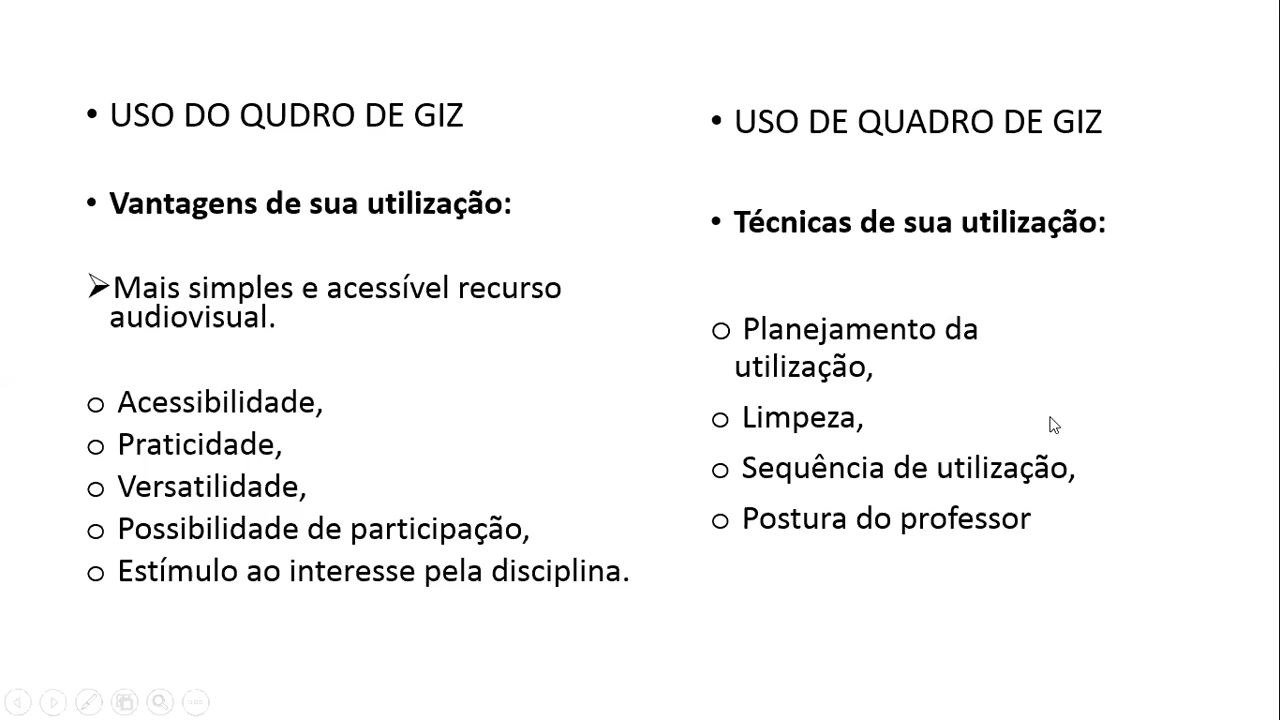 • USO DO QUDRO DE GIZ
• Vantagens de sua utilização:
➢Mais simples e acessível recurso
audiovisual.
o Acessibilidade,
o Praticidade,
o Versatilidade,
o Possibilidade de participação,
o Estímulo ao interesse pela disciplina.
• USO DE QUADRO DE GIZ
• Técnicas de sua utilização:
o Planejamento da
utilização,
o Limpeza,
o Sequência de utilização,
o Postura do professor